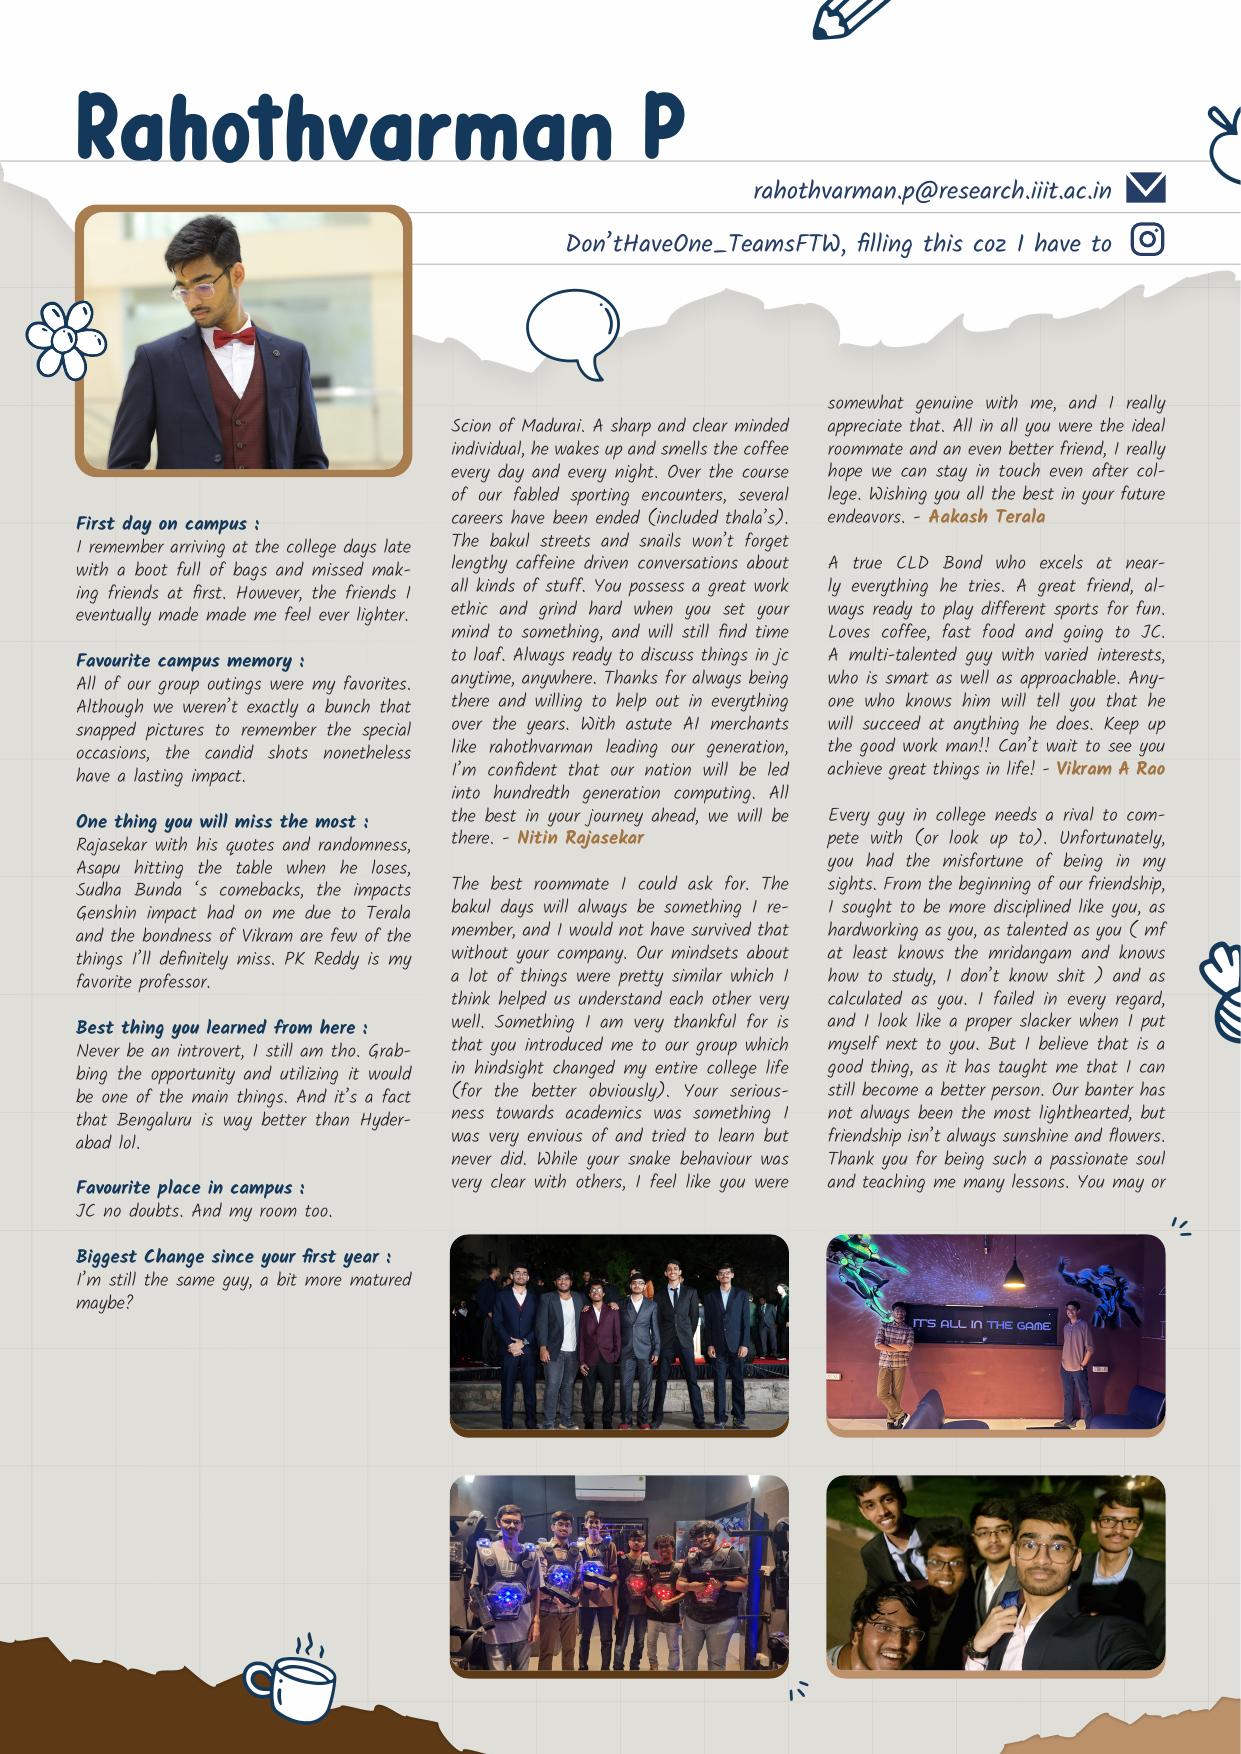 Rahothvarman P
rahothvarman.p@research.iiit.ac.in
Don'tHaveOne_TeamsFTW, filling this coz I have to
First day on campus :
I remember arriving at the college days late
with a boot full of bags and missed mak-
ing friends at first. However, the friends I
eventually made made me feel ever lighter.
Favourite campus memory :
All of our group outings were my favorites.
Although we weren't exactly a bunch that
snapped pictures to remember the special
occasions, the candid shots nonetheless
have a lasting impact.
One thing you will miss the most :
Rajasekar with his quotes and randomness,
Asapu hitting the table when he loses,
Sudha Bunda 's comebacks, the impacts
Genshin impact had on me due to Terala
and the bondness of Vikram are few of the
things I'll definitely miss. PK Reddy is my
favorite professor.
Best thing you learned from here :
Never be an introvert, I still am tho. Grab-
bing the opportunity and utilizing it would
be one of the main things. And it's a fact
that Bengaluru is way better than Hyder-
abad lol.
Favourite place in campus :
JC no doubts. And my room too.
Biggest Change since your first year :
I'm still the same guy, a bit more matured
maybe?
Scion of Madurai. A sharp and clear minded
individual, he wakes up and smells the coffee
every day and every night. Over the course
of our fabled sporting encounters, several
careers have been ended (included thala's).
The bakul streets and snails won't forget
lengthy caffeine driven conversations about
all kinds of stuff. You possess a great work
ethic and grind hard when you set your
mind to something, and will still find time
to loaf. Always ready to discuss things in jc
anytime, anywhere. Thanks for always being
there and willing to help out in everything
over the years. With astute AI merchants
like rahothvarman leading our generation,
I'm confident that our nation will be led
into hundredth generation computing. All
the best in your journey ahead, we will be
there. - Nitin Rajasekar
The best roommate I could ask for. The
bakul days will always be something I re-
member, and I would not have survived that
without your company. Our mindsets about
a lot of things were pretty similar which I
think helped us understand each other very
well. Something I am very thankful for is
that you introduced me to our group which
in hindsight changed my entire college life
(for the better obviously). Your serious-
ness towards academics was something I
was very envious of and tried to learn but
never did. While your snake behaviour was
very clear with others, I feel like you were
somewhat genuine with me, and I really
appreciate that. All in all you were the ideal
roommate and an even better friend, I really
hope we can stay in touch even after col-
lege. Wishing you all the best in your future
endeavors. - Aakash Terala
A true CLD Bond who excels at near-
ly everything he tries. A great friend, al-
ways ready to play different sports for fun.
Loves coffee, fast food and going to JC.
A multi-talented guy with varied interests,
who is smart as well as approachable. Any-
one who knows him will tell you that he
will succeed at anything he does. Keep up
the good work man!! Can't wait to see you
achieve great things in life! - Vikram A Rao
Every guy in college needs a rival to com-
pete with (or look up to). Unfortunately,
you had the misfortune of being in my
sights. From the beginning of our friendship,
I sought to be more disciplined like you, as
hardworking as you, as talented as you ( mf
at least knows the mridangam and knows
how to study, I don't know shit ) and as
calculated as you. I failed in every regard,
and I look like a proper slacker when I put
myself next to you. But I believe that is a
good thing, as it has taught me that I can
still become a better person. Our banter has
not always been the most lighthearted, but
friendship isn't always sunshine and flowers.
Thank you for being such a passionate soul
and teaching me many lessons. You may or
IT'S ALL IN THE GAME